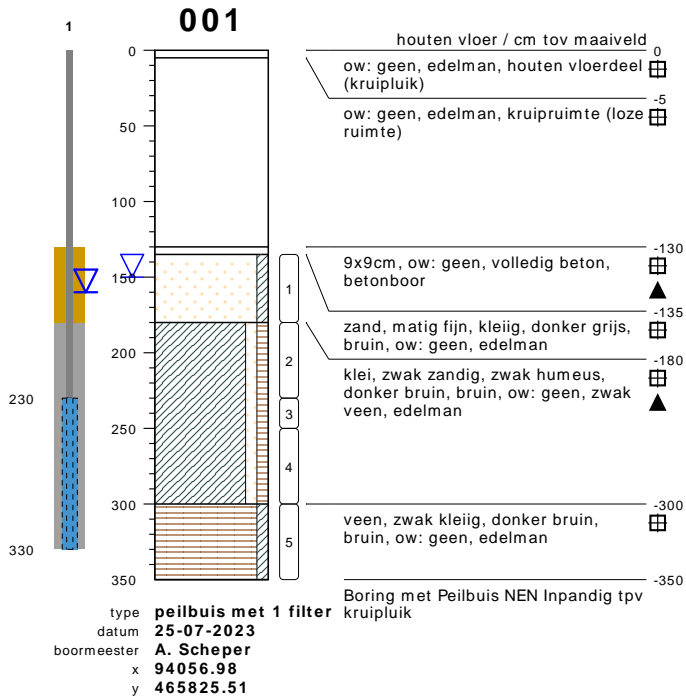 001
1
houten vloer / cm tov maaiveld
0
0
ow: geen, edelman, houten vloerdeel
(kruipluik)
-5
ow: geen, edelman, kruipruimte (loze
ruimte)
50
100
-130
9x9cm, ow: geen, volledig beton,
betonboor
150
1
-135
zand, matig fijn, kleiig, donker grijs,
bruin, ow: geen, edelman
-180
klei, zwak zandig, zwak humeus,
donker bruin, bruin, ow: geen, zwak
veen, edelman
200
2
230
3
250
4
300
-300
veen, zwak kleiig, donker bruin,
bruin, ow: geen, edelman
5
330
350
-350
Boring met Peilbuis NEN Inpandig tpv
kruipluik
type peilbuis met 1 filter
datum 25-07-2023
boormeester A. Scheper
x 94056.98
y 465825.51